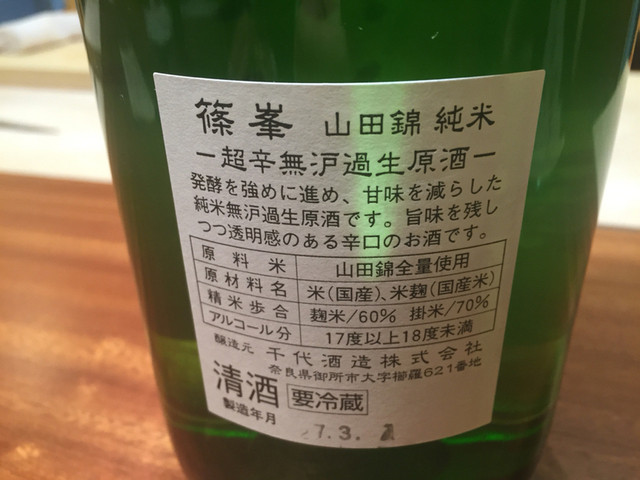 篠峯 山田錦 純米
ー超辛無沪過生原酒ー
発酵を強めに進め、甘味を減らした
純米無沪過生原酒です。旨味を残し
つつ透明感のある辛口のお酒です。
原料米 山田錦全量使用
原材料名 米(国産)、米麹(国産米)
精米歩合 麹米/60% 掛米/70%
アルコール分 17度以上18度未満
醸造元 千代酒造株式会社
奈良県御所市大字櫛羅621番地
清酒 要冷蔵
製造年月 7.3.